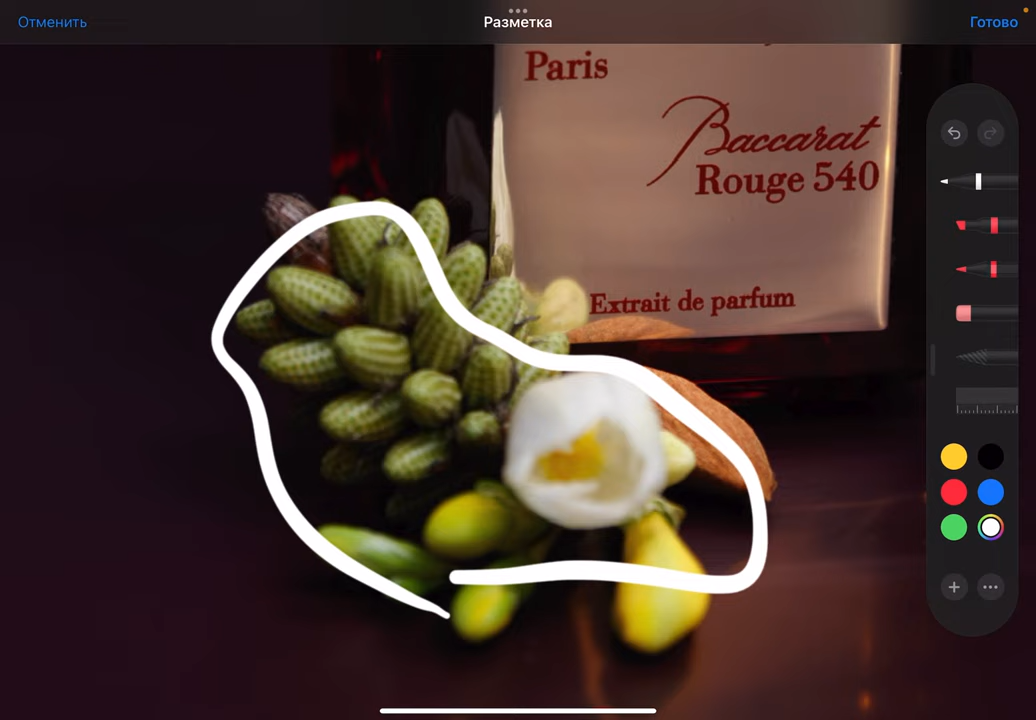 Отменить
Разметка
Готово
Paris
Baccarat
Rouge 540
Extrait de parfum